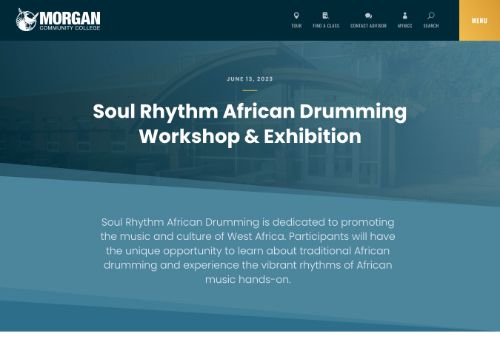 MORGAN
COMMUNITY COLLEGE
TOUR FIND A CLASS CONTACT ADVISOR MYMCC SEARCH MENU
JUNE 13, 2023
Soul Rhythm African Drumming
Workshop & Exhibition
Soul Rhythm African Drumming is dedicated to promoting
the music and culture of West Africa. Participants will have
the unique opportunity to learn about traditional African
drumming and experience the vibrant rhythms of African
music hands-on.